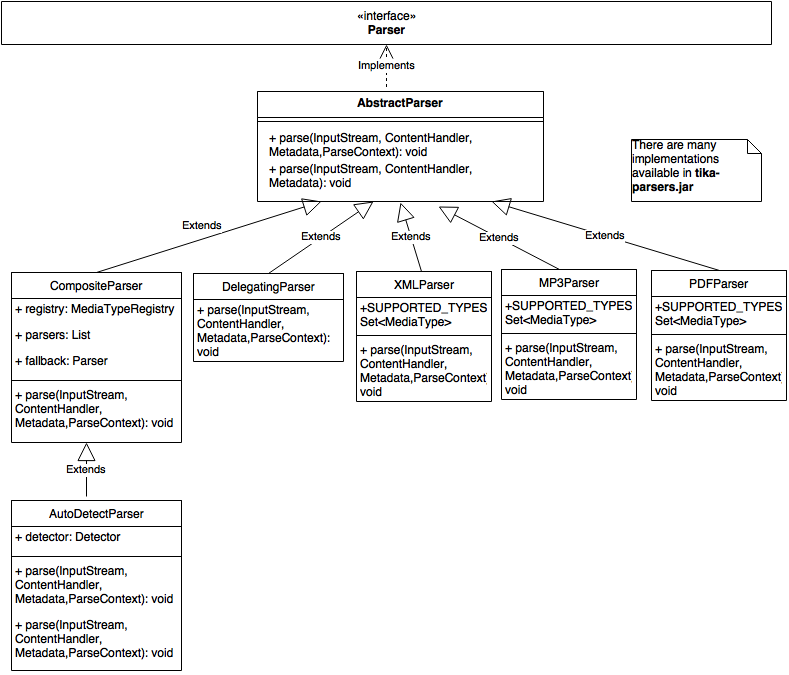 «interface»
Parser
Implements
AbstractParser
+ parse(InputStream, ContentHandler,
Metadata,ParseContext): void
+ parse(InputStream, ContentHandler,
Metadata): void
There are many
implementations
available in tika-
parsers.jar
Extends
Extends
Extends
Extends
Extends
CompositeParser
+ registry: MediaTypeRegistry
+ parsers: List
+ fallback: Parser
+ parse(InputStream,
ContentHandler,
Metadata,ParseContext): void
DelegatingParser
+ parse(InputStream,
ContentHandler,
Metadata,ParseContext):
void
XMLParser
+SUPPORTED_TYPES
Set<MediaType>
+ parse(InputStream,
ContentHandler,
Metadata,ParseContext
void
MP3Parser
+SUPPORTED_TYPES
Set<MediaType>
+ parse(InputStream,
ContentHandler,
Metadata,ParseContext
void
PDFParser
+SUPPORTED_TYPES
Set<MediaType>
+ parse(InputStream,
ContentHandler,
Metadata,ParseContext
void
Extends
AutoDetectParser
+ detector: Detector
+ parse(InputStream,
ContentHandler,
Metadata,ParseContext): void
+ parse(InputStream,
ContentHandler,
Metadata,ParseContext): void